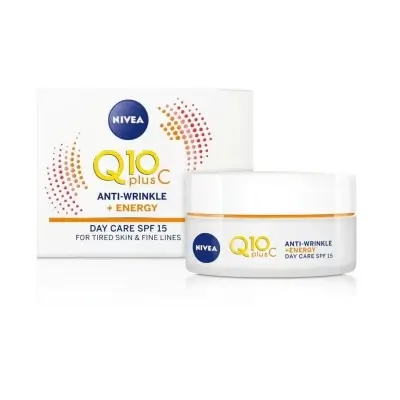 NIVEA
Q10
plus C
ANTI-WRINKLE
+ ENERGY
DAY CARE SPF 15
FOR TIRED SKIN & FINE LINES
NIVEA
Q10
plus C
ANTI-WRINKLE
+ENERGY
DAY CARE SPF 15